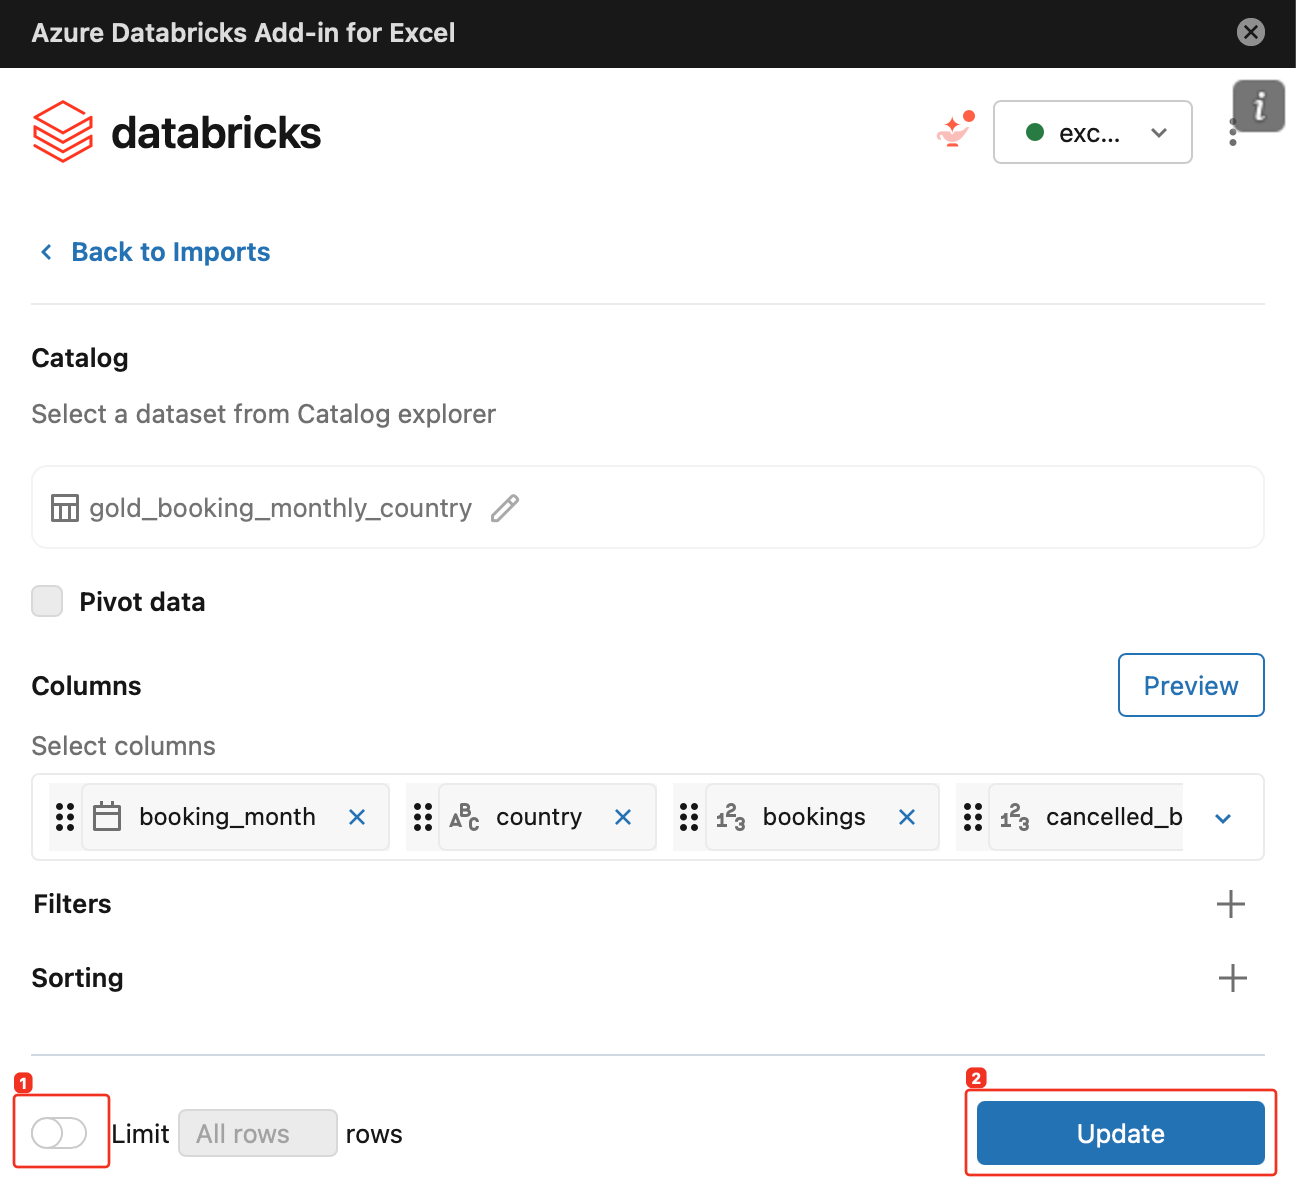 Azure Databricks Add-in for Excel
databricks
exc...
i
Back to Imports
Catalog
Select a dataset from Catalog explorer
gold_booking_monthly_country
Pivot data
Columns
Preview
Select columns
booking_month
country
bookings
cancelled_b
Filters
Sorting
1
2
Limit All rows rows
Update